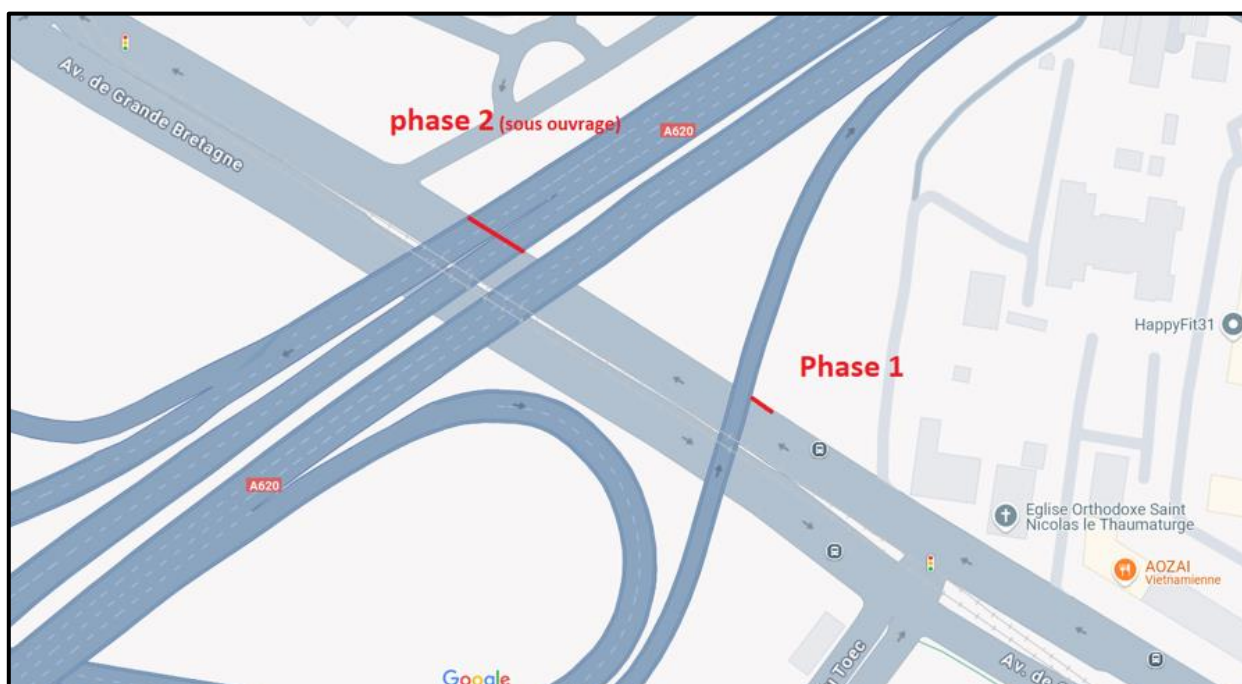 Av. de Grande Bretagne
phase 2 (sous ouvrage)
A620
HappyFit31
Phase 1
A620
Eglise Orthodoxe Saint
Nicolas le Thaumaturge
AOZAI
Vietnamienne
Toec
Av. de
Google